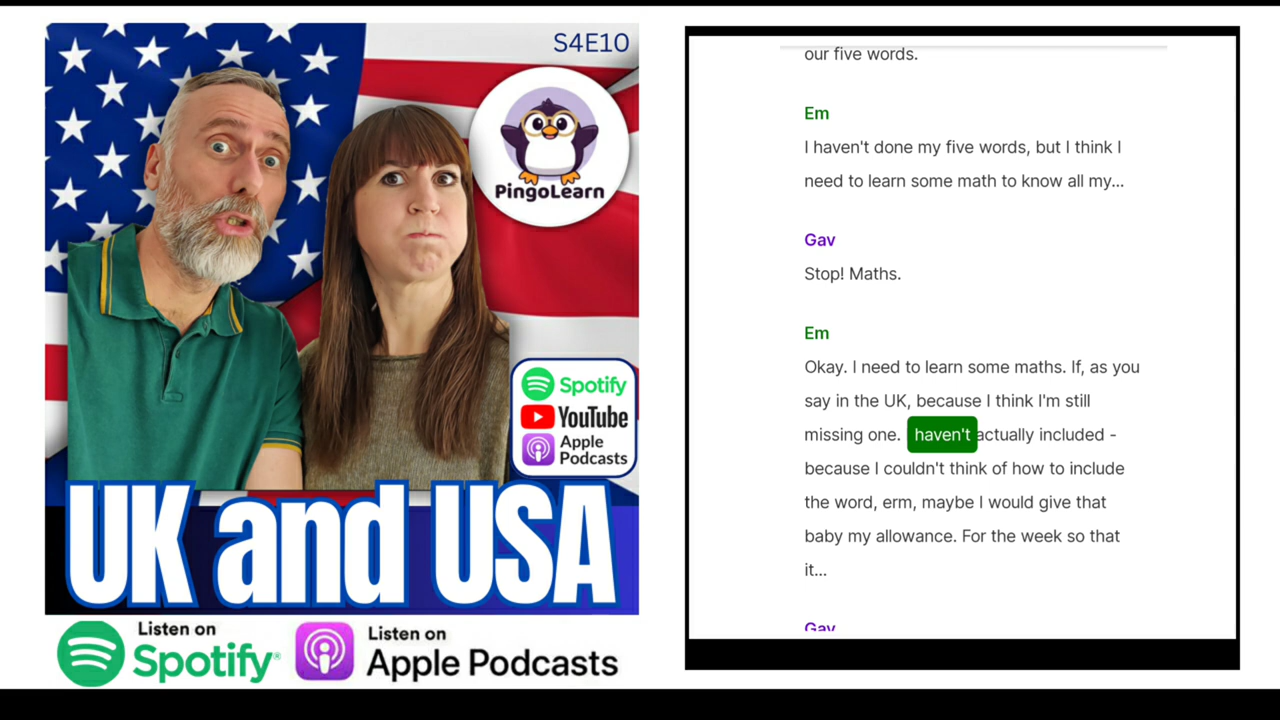 S4E10
PingoLearn
Spotify
YouTube
Apple
Podcasts
UK and USA
Listen on
Spotify
Listen on
Apple Podcasts
our five words.
Em
I haven't done my five words, but I think I
need to learn some math to know all my...
Gav
Stop! Maths.
Em
Okay. I need to learn some maths. If, as you
say in the UK, because I think I'm still
missing one. haven't actually included -
because I couldn't think of how to include
the word, erm, maybe I would give that
baby my allowance. For the week so that
it...
Gav